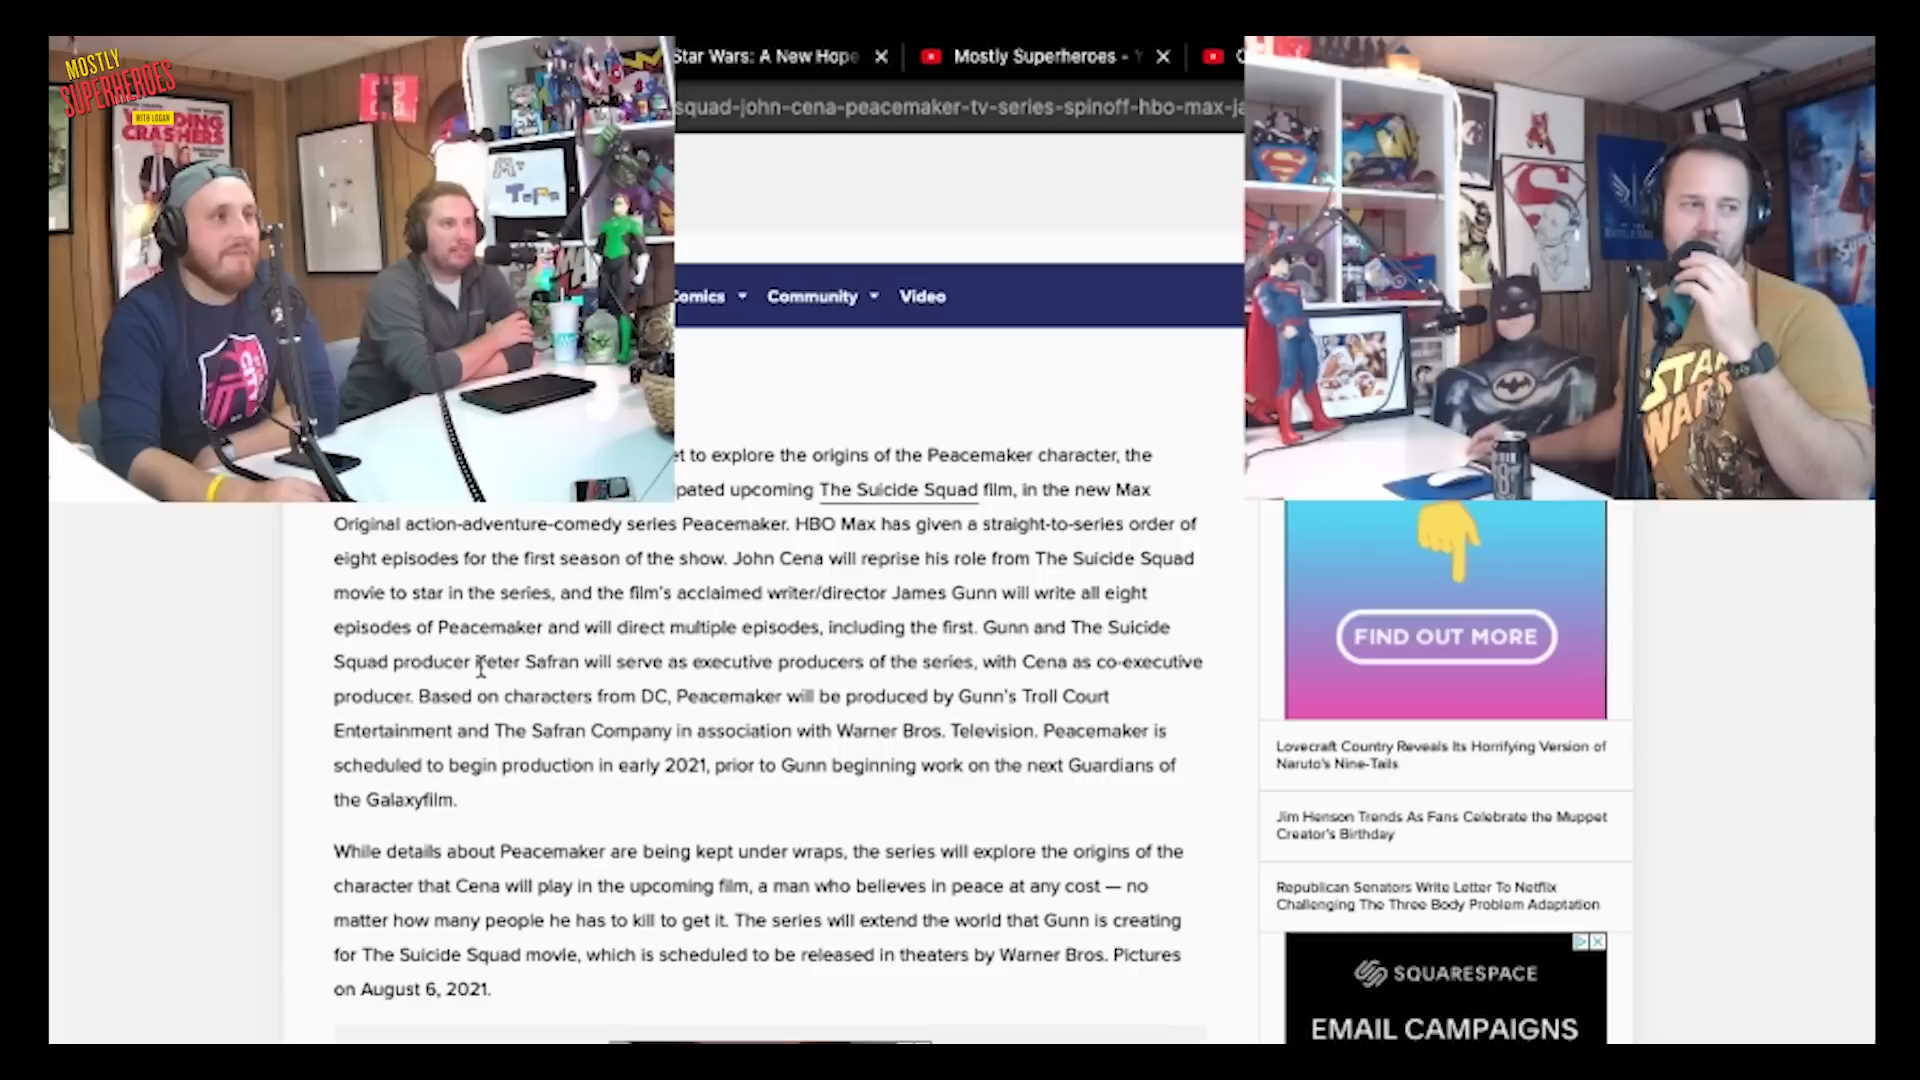 MOSTLY
SUPERHEROES
WITH LOGAN
CRASHERS
Star Wars: A New Hope
Mostly Superheroes -
squad-john-cena-peacemaker-tv-series-spinoff-hbo-max-ja
Comics
Community
Video
CITY
STAR
WARS
et to explore the origins of the Peacemaker character, the
pated upcoming The Suicide Squad film, in the new Max
Original action-adventure-comedy series Peacemaker. HBO Max has given a straight-to-series order of
eight episodes for the first season of the show. John Cena will reprise his role from The Suicide Squad
movie to star in the series, and the film's acclaimed writer/director James Gunn will write all eight
episodes of Peacemaker and will direct multiple episodes, including the first. Gunn and The Suicide
Squad producer Peter Safran will serve as executive producers of the series, with Cena as co-executive
producer. Based on characters from DC, Peacemaker will be produced by Gunn's Troll Court
Entertainment and The Safran Company in association with Warner Bros. Television. Peacemaker is
scheduled to begin production in early 2021, prior to Gunn beginning work on the next Guardians of
the Galaxyfilm.
While details about Peacemaker are being kept under wraps, the series will explore the origins of the
character that Cena will play in the upcoming film, a man who believes in peace at any cost — no
matter how many people he has to kill to get it. The series will extend the world that Gunn is creating
for The Suicide Squad movie, which is scheduled to be released in theaters by Warner Bros. Pictures
on August 6, 2021.
FIND OUT MORE
Lovecraft Country Reveals Its Horrifying Version of
Naruto's Nine-Tails
Jim Henson Trends As Fans Celebrate the Muppet
Creator's Birthday
Republican Senators Write Letter To Netflix
Challenging The Three Body Problem Adaptation
SQUARESPACE
EMAIL CAMPAIGNS